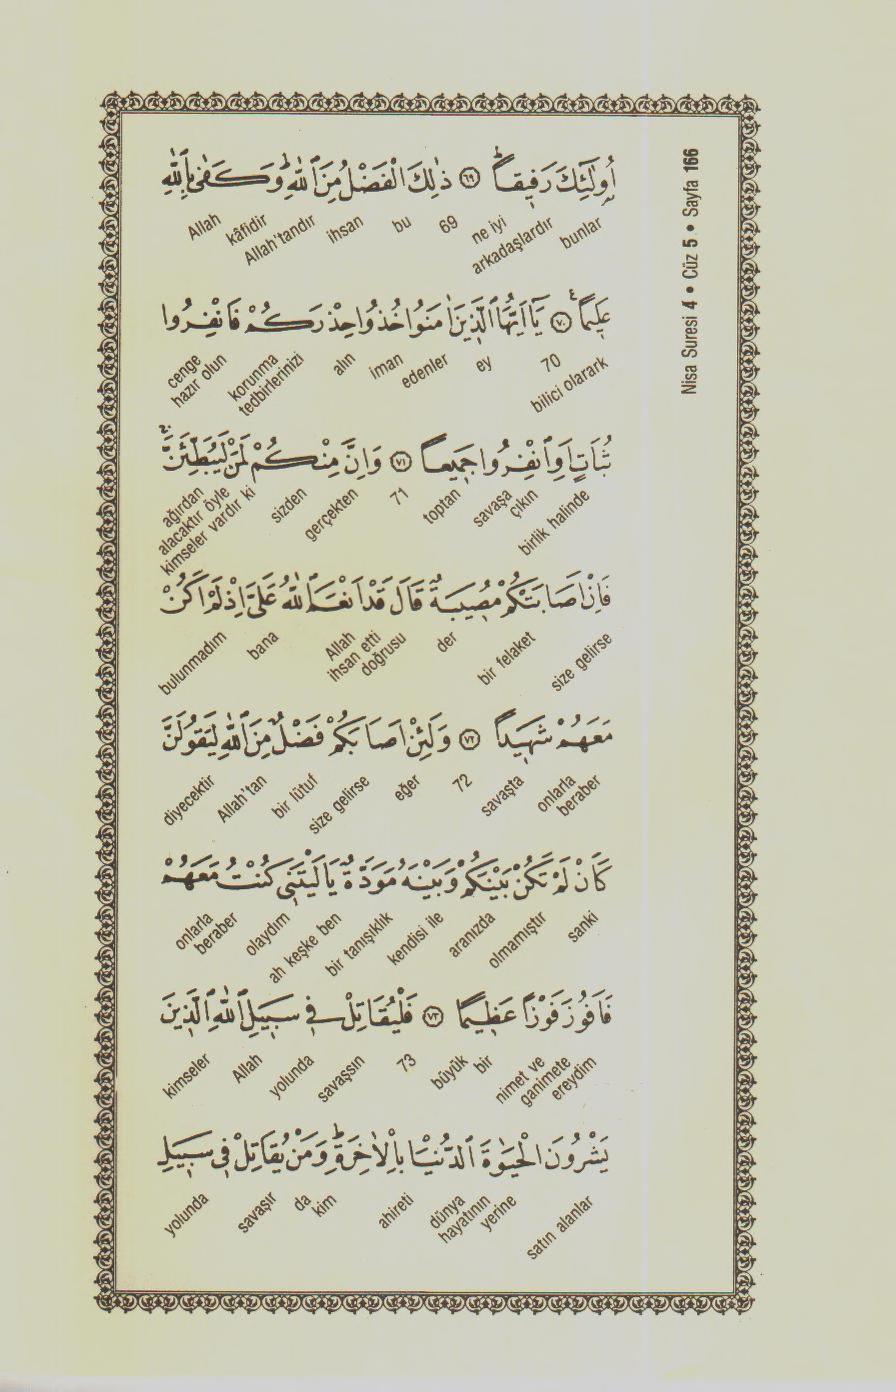 Nisa Suresi 4 • Cüz 5 • Sayfa 166
اُولٰٓئِكَ رَفٖيقاًؕ ﴿٦٩﴾ ذٰلِكَ الْفَضْلُ مِنَ اللّٰهِؕ وَكَفٰى بِاللّٰهِ
bunlar ne iyi arkadaşlardır 69 bu ihsan Allah'tandır kâfidir Allah
عَلٖيماًࣖ ﴿٧٠﴾ يَٓا اَيُّهَا الَّذٖينَ اٰمَنُوا خُذُوا حِذْرَكُمْ فَانْفِرُوا
bilici olarark 70 ey edenler iman alın korunma tedbirlerinizi cenge hazır olun
ثُبَاتٍ اَوِ انْفِرُوا جَمٖيعاً ﴿٧١﴾ وَاِنَّ مِنْكُمْ لَمَنْ لَيُبَطِّئَنَّۚ
birlik halinde savaşa çıkın toptan 71 gerçekten sizden ağırdan alacaktır öyle kimseler vardır ki
فَاِنْ اَصَابَتْكُمْ مُصٖيبَةٌ قَالَ قَدْ اَنْعَمَ اللّٰهُ عَلَيَّ اِذْ لَمْ اَكُنْ
size gelirse bir felaket der Allah ihsan etti doğrusu bana bulunmadım
مَعَهُمْ شَهٖيداً ﴿٧٢﴾ وَلَئِنْ اَصَابَكُمْ فَضْلٌ مِنَ اللّٰهِ لَيَقُولَنَّ
onlarla beraber savaşta 72 eğer size gelirse bir lütuf Allah'tan diyecektir
كَاَنْ لَمْ تَكُنْ بَيْنَكُمْ وَبَيْنَهُ مَوَدَّةٌ يَا لَيْتَنٖي كُنْتُ مَعَهُمْ
sanki olmamıştır aranızda kendisi ile bir tanışıklık ah keşke ben olaydım onlarla beraber
فَاَفُوزَ فَوْزاً عَظٖيماً ﴿٧٣﴾ فَلْيُقَاتِلْ فٖي سَبٖيلِ اللّٰهِ الَّذٖينَ
nimet ve ganimete ereydim bir büyük 73 savaşsın yolunda Allah kimseler
يَشْرُونَ الْحَيٰوةَ الدُّنْيَا بِالْاٰخِرَةِؕ وَمَنْ يُقَاتِلْ فٖي سَبٖيلِ
satın alanlar dünya hayatının yerine ahireti kim da savaşır yolunda